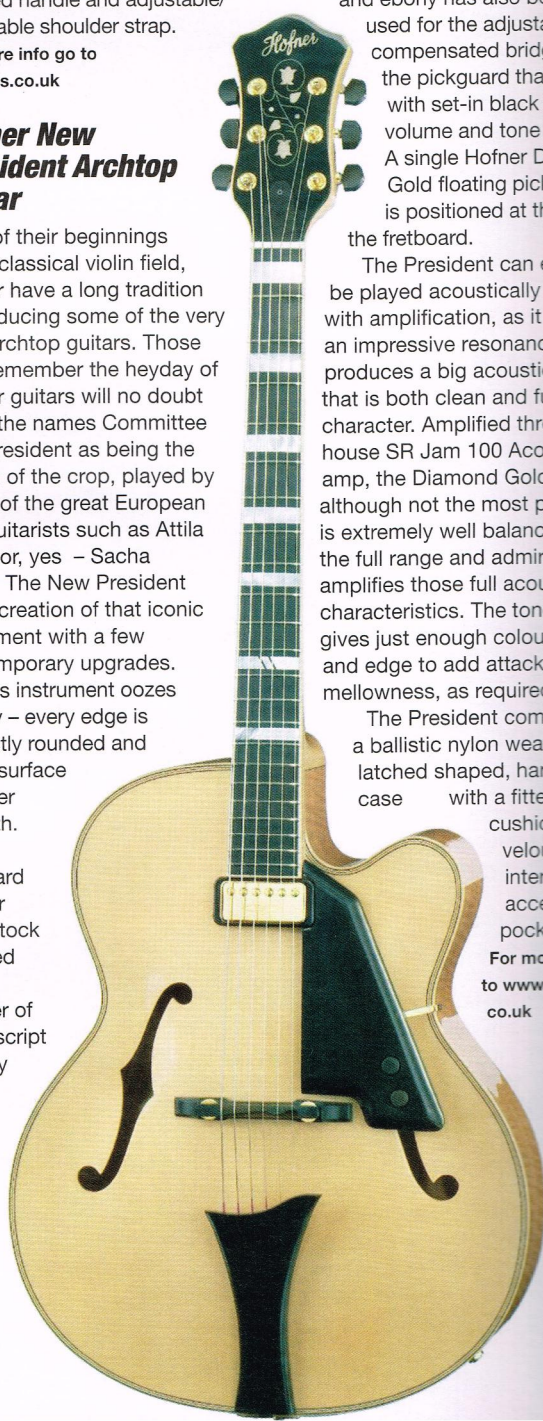 ed handle and adjustable/
able shoulder strap.
re info go to
s.co.uk
er New
ident Archtop
ar
of their beginnings
classical violin field,
r have a long tradition
ducing some of the very
rchtop guitars. Those
emember the heyday of
r guitars will no doubt
the names Committee
resident as being the
of the crop, played by
of the great European
uitarists such as Attila
or, yes – Sacha
The New President
creation of that iconic
ment with a few
mporary upgrades.
s instrument oozes
y – every edge is
tly rounded and
surface
er
th.
ard
r
tock
ed
er of
script
y
Hofner
and ebony has also be
used for the adjusta
compensated bridg
the pickguard tha
with set-in black
volume and tone
A single Hofner D
Gold floating pic
is positioned at th
the fretboard.
The President can e
be played acoustically
with amplification, as it
an impressive resonanc
produces a big acousti
that is both clean and fu
character. Amplified thr
house SR Jam 100 Aco
amp, the Diamond Gold
although not the most p
is extremely well balanc
the full range and admir
amplifies those full acou
characteristics. The ton
gives just enough colou
and edge to add attack
mellowness, as required
The President com
a ballistic nylon wea
latched shaped, har
case with a fitte
cushio
velou
inter
acce
pock
For mo
to www
co.uk